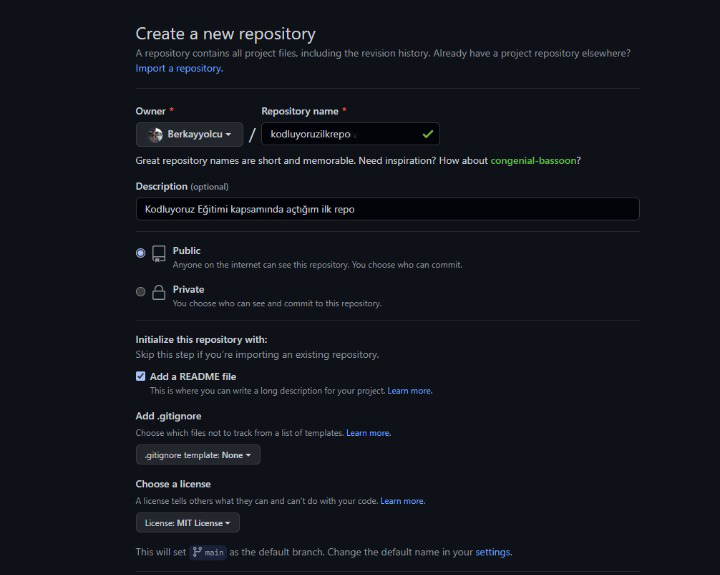 Create a new repository
A repository contains all project files, including the revision history. Already have a project repository elsewhere?
Import a repository.
Owner * Repository name *
Berkayyolcu / kodluyoruzilkrepo
Great repository names are short and memorable. Need inspiration? How about congenial-bassoon?
Description (optional)
Kodluyoruz Eğitimi kapsamında açtığım ilk repo
Public
Anyone on the internet can see this repository. You choose who can commit.
Private
You choose who can see and commit to this repository.
Initialize this repository with:
Skip this step if you're importing an existing repository.
Add a README file
This is where you can write a long description for your project. Learn more.
Add .gitignore
Choose which files not to track from a list of templates. Learn more.
.gitignore template: None
Choose a license
A license tells others what they can and can't do with your code. Learn more.
License: MIT License
This will set main as the default branch. Change the default name in your settings.